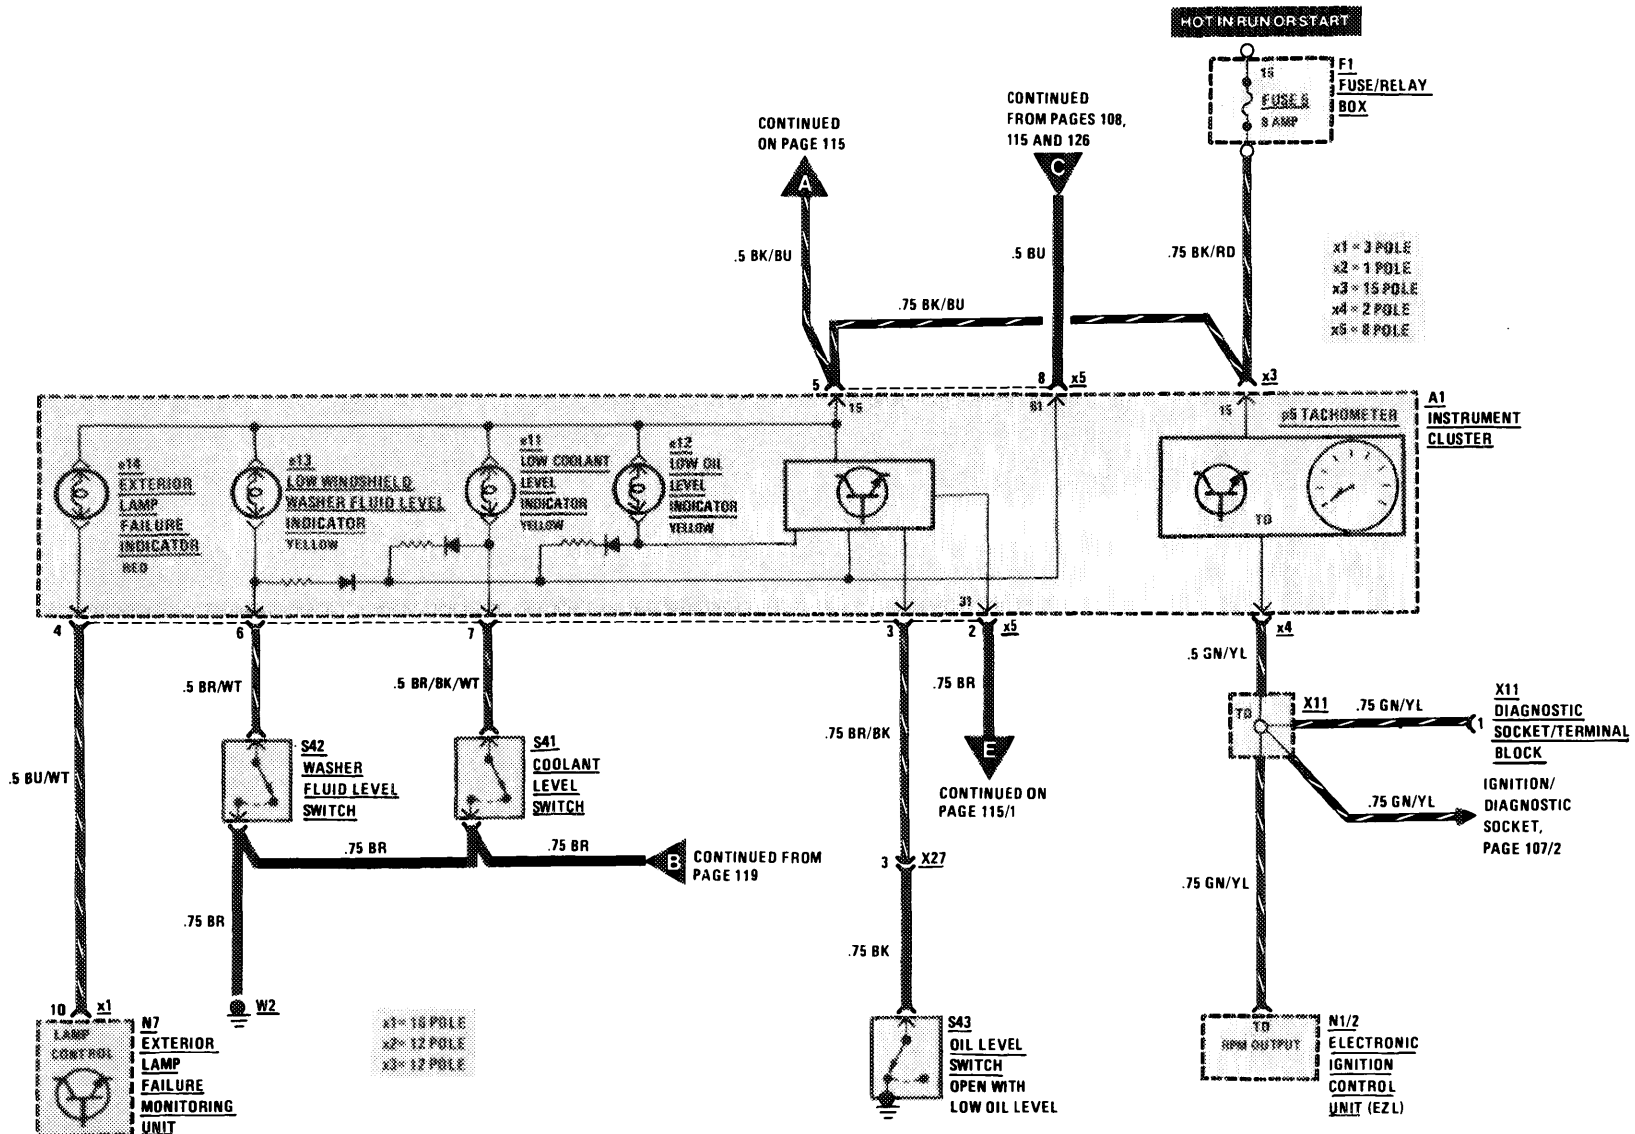 HOT IN RUN OR START
15
FUSE 5
8 AMP
F1
FUSE/RELAY
BOX
CONTINUED
ON PAGE 115
A
CONTINUED
FROM PAGES 108,
115 AND 126
C
.5 BK/BU
.5 BU
.75 BK/RD
.75 BK/BU
x1 = 3 POLE
x2 = 1 POLE
x3 = 15 POLE
x4 = 2 POLE
x5 = 8 POLE
5
8
x5
x3
15
61
15
p5 TACHOMETER
A1
INSTRUMENT
CLUSTER
e14
EXTERIOR
LAMP
FAILURE
INDICATOR
RED
e13
LOW WINDSHIELD
WASHER FLUID LEVEL
INDICATOR
YELLOW
e11
LOW COOLANT
LEVEL
INDICATOR
YELLOW
e12
LOW OIL
LEVEL
INDICATOR
YELLOW
TD
31
4
6
7
3
2
x5
x4
.5 BU/WT
.5 BR/WT
.5 BR/BK/WT
.75 BR/BK
.75 BR
.5 GN/YL
S42
WASHER
FLUID LEVEL
SWITCH
S41
COOLANT
LEVEL
SWITCH
E
CONTINUED ON
PAGE 115/1
TD
X11
.75 GN/YL
1
X11
DIAGNOSTIC
SOCKET/TERMINAL
BLOCK
.75 GN/YL
IGNITION/
DIAGNOSTIC
SOCKET,
PAGE 107/2
.75 BR
.75 BR
B
CONTINUED FROM
PAGE 119
3
X27
.75 GN/YL
.75 BR
.75 BK
W2
10
x1
LAMP
CONTROL
N7
EXTERIOR
LAMP
FAILURE
MONITORING
UNIT
x1 = 16 POLE
x2 = 12 POLE
x3 = 12 POLE
S43
OIL LEVEL
SWITCH
OPEN WITH
LOW OIL LEVEL
TD
RPM OUTPUT
N1/2
ELECTRONIC
IGNITION
CONTROL
UNIT (EZL)